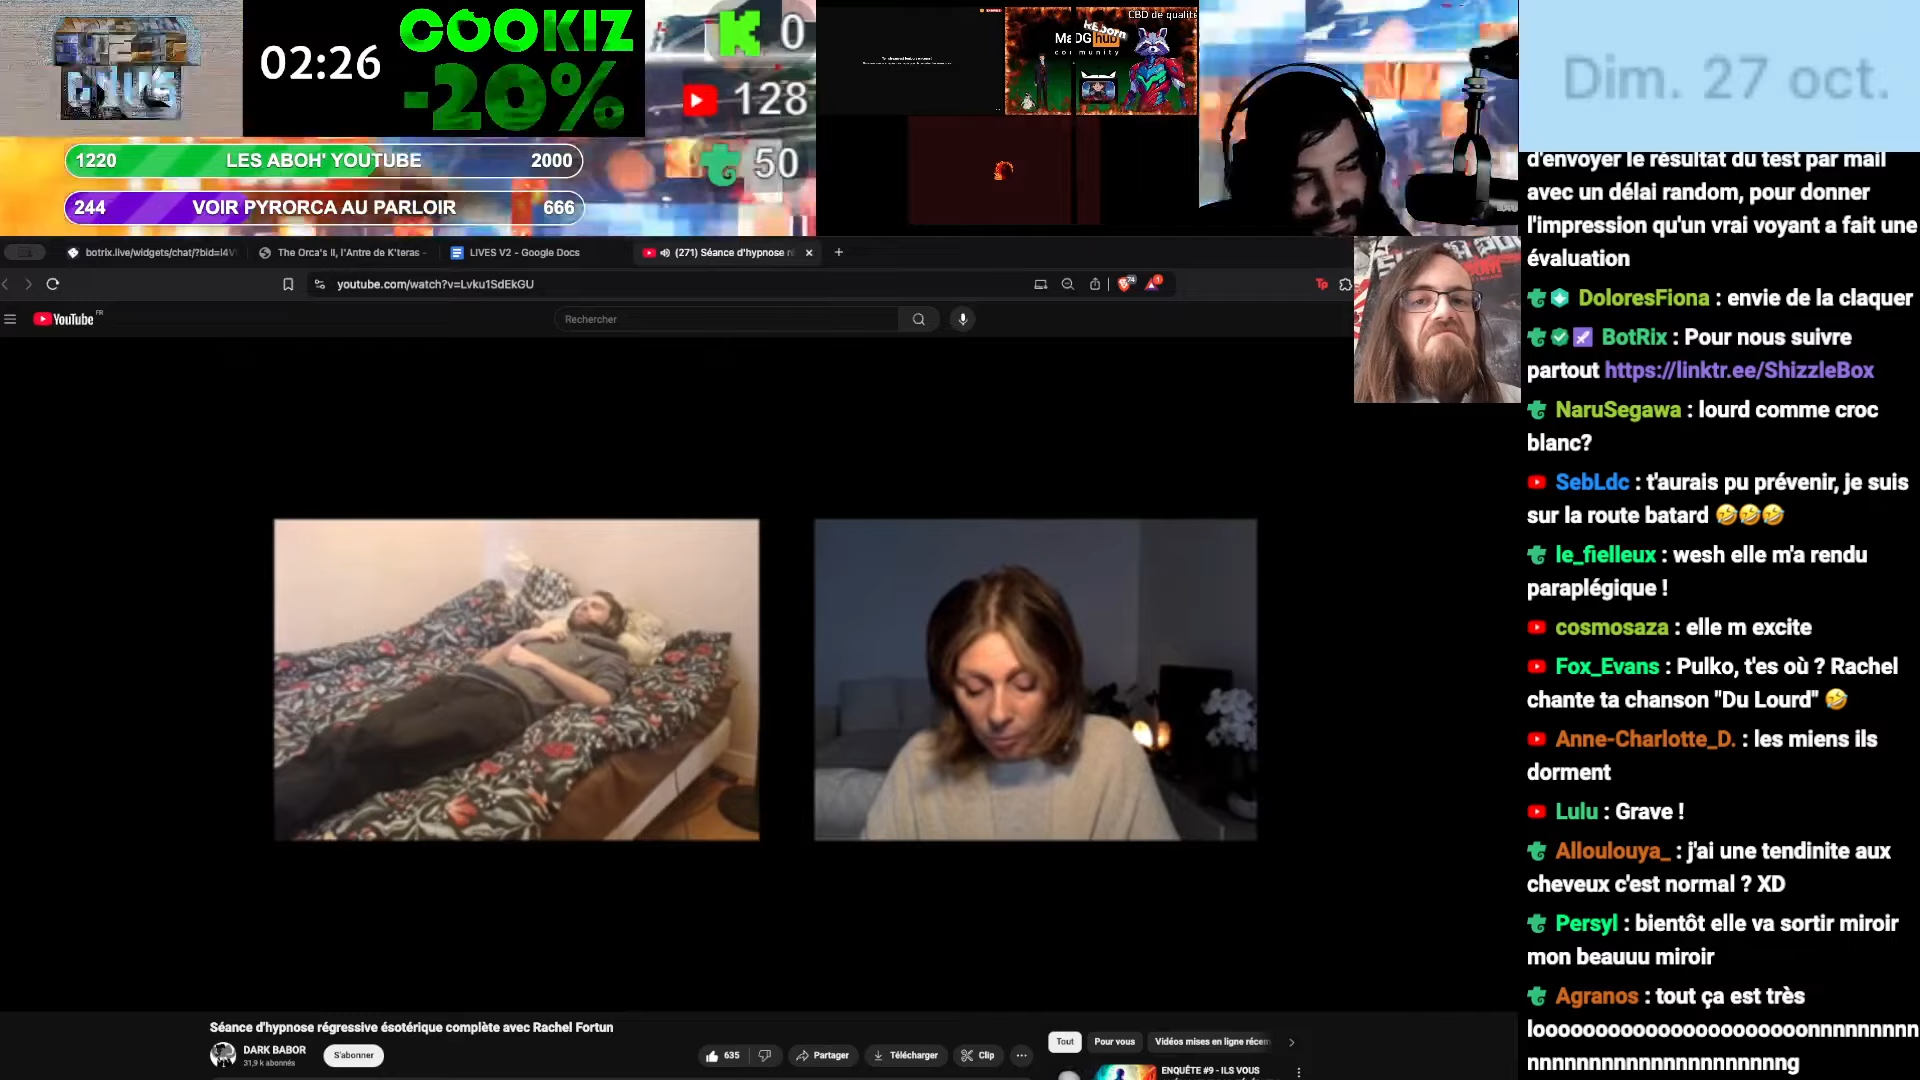 02:26
COOKIZ
-20%
0
128
50
1220 LES ABOH' YOUTUBE 2000
244 VOIR PYRORCA AU PARLOIR 666
CBD de qualité
hub
community
Dim. 27 oct.
botrix.live/widgets/chat/?bid=l4V
The Orca's II, l'Antre de K'teras -
LIVES V2 - Google Docs
(271) Séance d'hypnose r
youtube.com/watch?v=Lvku1SdEkGU
YouTube FR
Rechercher
d'envoyer le résultat du test par mail
avec un délai random, pour donner
l'impression qu'un vrai voyant a fait une
évaluation
DoloresFiona : envie de la claquer
BotRix : Pour nous suivre
partout https://linktr.ee/ShizzleBox
NaruSegawa : lourd comme croc
blanc?
SebLdc : t'aurais pu prévenir, je suis
sur la route batard 🤣🤣🤣
le_fielleux : wesh elle m'a rendu
paraplégique !
cosmosaza : elle m excite
Fox_Evans : Pulko, t'es où ? Rachel
chante ta chanson "Du Lourd" 🤣
Anne-Charlotte_D. : les miens ils
dorment
Lulu : Grave !
Alloulouya_ : j'ai une tendinite aux
cheveux c'est normal ? XD
Persyl : bientôt elle va sortir miroir
mon beauuu miroir
Agranos : tout ça est très
looooooooooooooooooooooonnnnnnnnn
nnnnnnnnnnnnnnnnnnnnnng
Séance d'hypnose régressive ésotérique complète avec Rachel Fortun
DARK BABOR
31,9 k abonnés
S'abonner
635
Partager
Télécharger
Clip
Tout
Pour vous
Vidéos mises en ligne récem
ENQUÊTE #9 - ILS VOUS